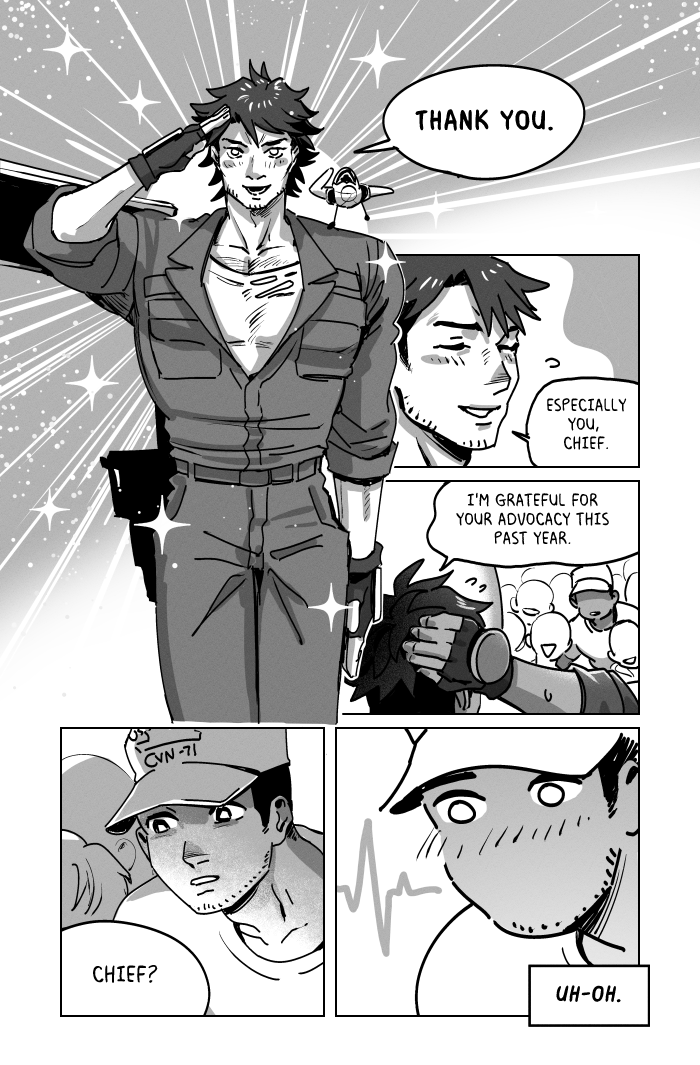 THANK YOU.
ESPECIALLY
YOU,
CHIEF.
I'M GRATEFUL FOR
YOUR ADVOCACY THIS
PAST YEAR.
CVN-71
CHIEF?
UH-OH.